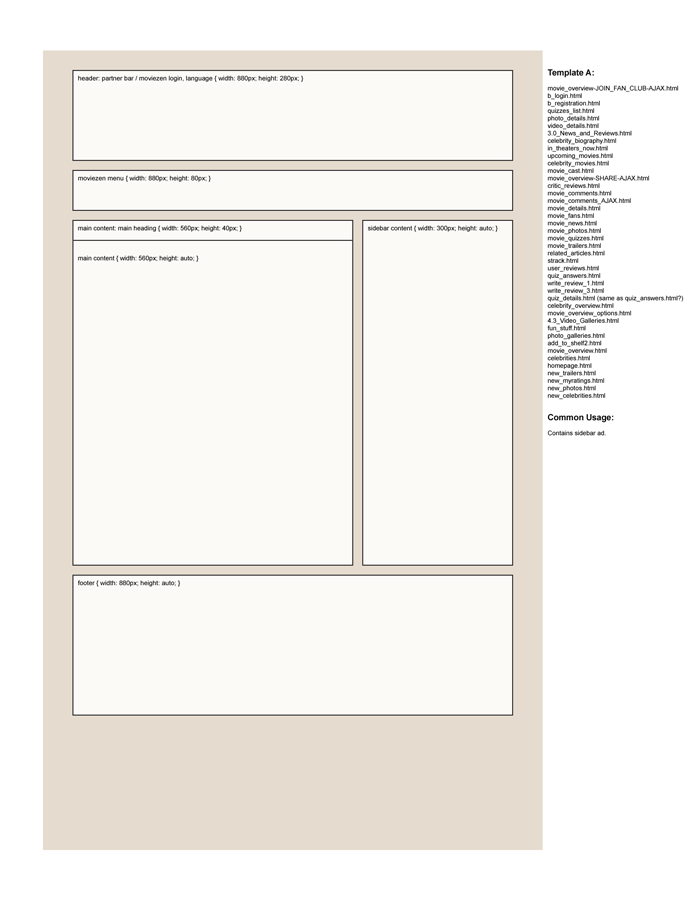 header: partner bar / moviezen login, language { width: 880px; height: 280px; }
moviezen menu { width: 880px; height: 80px; }
main content: main heading { width: 560px; height: 40px; }
main content { width: 560px; height: auto; }
sidebar content { width: 300px; height: auto; }
footer { width: 880px; height: auto; }
Template A:
movie_overview-JOIN_FAN_CLUB-AJAX.html
b_login.html
b_registration.html
quizzes_list.html
photo_details.html
video_details.html
3.0_News_and_Reviews.html
celebrity_biography.html
in_theaters_now.html
upcoming_movies.html
celebrity_movies.html
movie_cast.html
movie_overview-SHARE-AJAX.html
critic_reviews.html
movie_comments.html
movie_comments_AJAX.html
movie_details.html
movie_fans.html
movie_news.html
movie_photos.html
movie_quizzes.html
movie_trailers.html
related_articles.html
strack.html
user_reviews.html
quiz_answers.html
write_review_1.html
write_review_3.html
quiz_details.html (same as quiz_answers.html?)
celebrity_overview.html
movie_overview_options.html
4.3_Video_Galleries.html
fun_stuff.html
photo_galleries.html
add_to_shelf2.html
movie_overview.html
celebrities.html
homepage.html
new_trailers.html
new_myratings.html
new_photos.html
new_celebrities.html
Common Usage:
Contains sidebar ad.